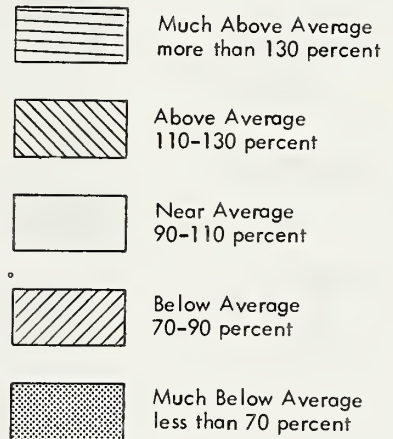 Much Above Average
more than 130 percent
Above Average
110-130 percent
Near Average
90-110 percent
Below Average
70-90 percent
Much Below Average
less than 70 percent